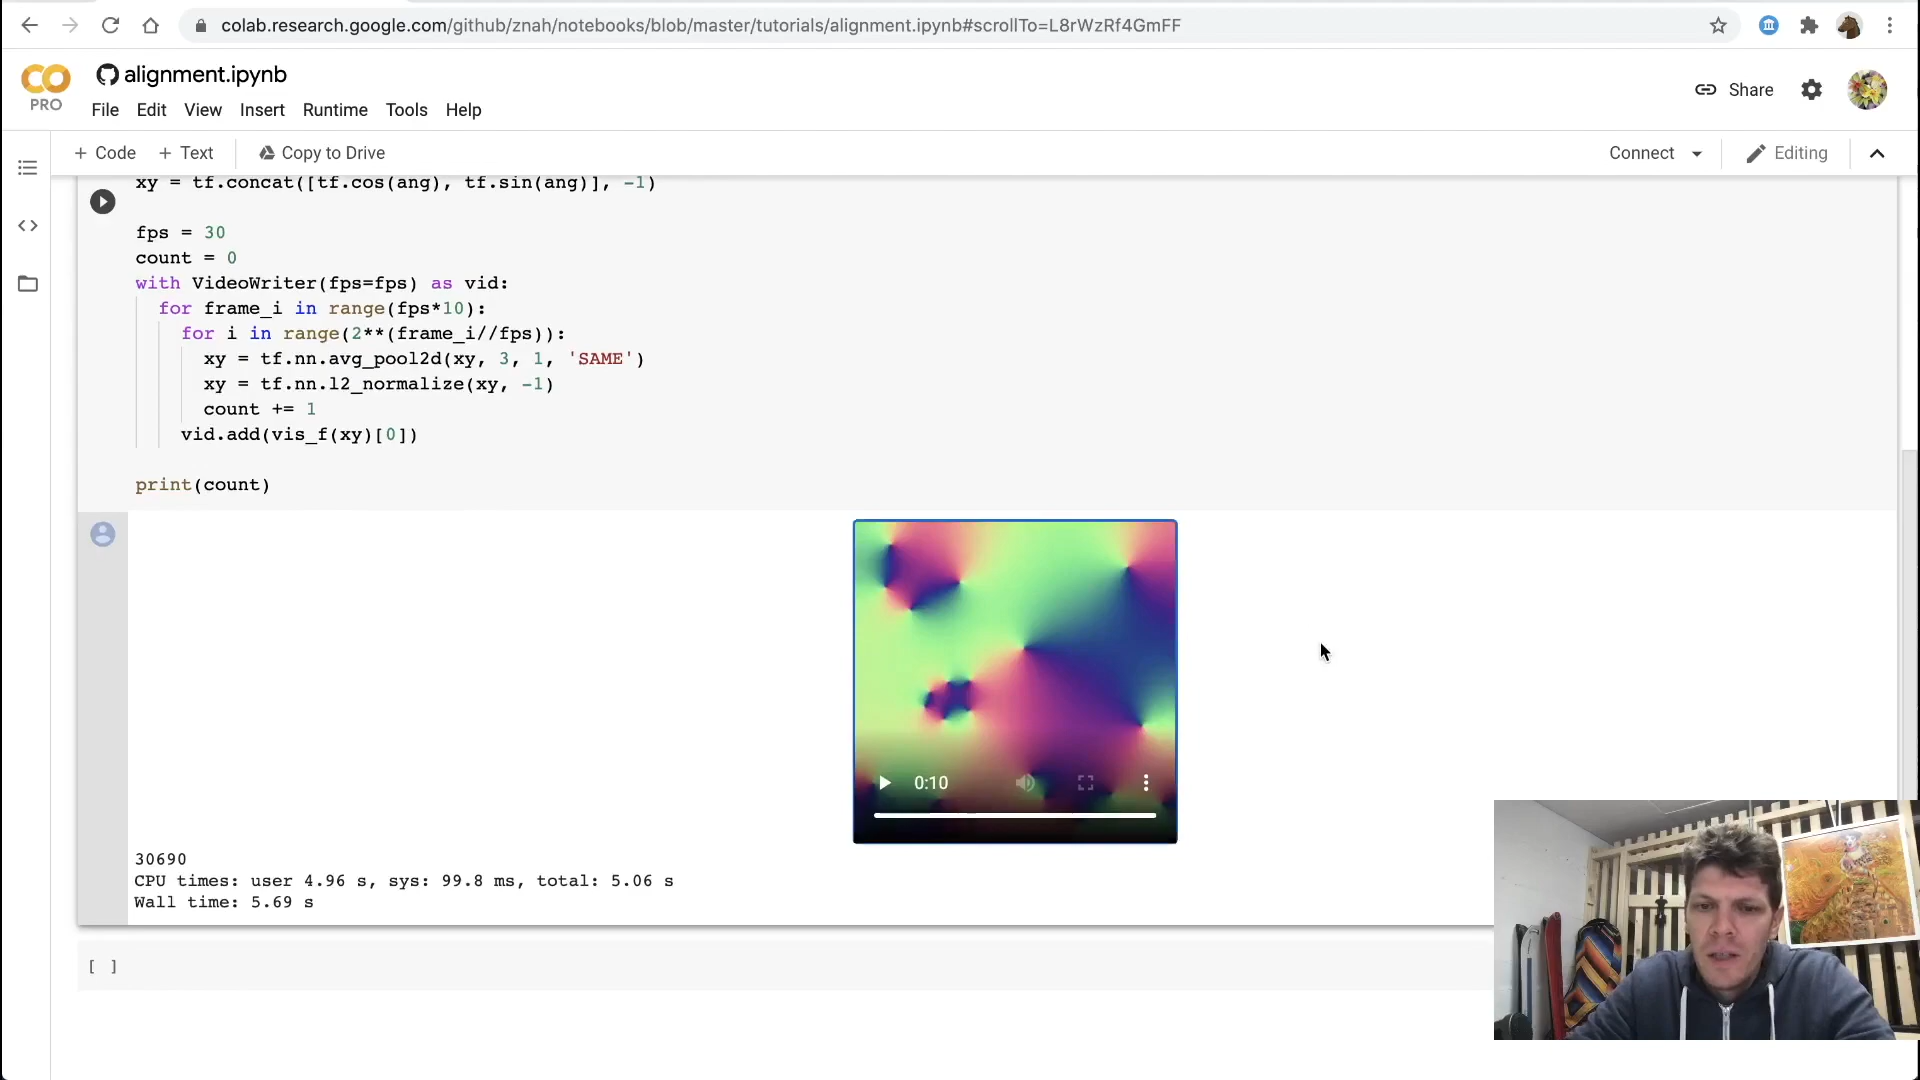 colab.research.google.com/github/znah/notebooks/blob/master/tutorials/alignment.ipynb#scrollTo=L8rWzRf4GmFF
PRO
alignment.ipynb
File Edit View Insert Runtime Tools Help
Share
+ Code + Text Copy to Drive
Connect Editing
xy = tf.concat([tf.cos(ang), tf.sin(ang)], -1)
fps = 30
count = 0
with VideoWriter(fps=fps) as vid:
for frame_i in range(fps*10):
for i in range(2**(frame_i//fps)):
xy = tf.nn.avg_pool2d(xy, 3, 1, 'SAME')
xy = tf.nn.l2_normalize(xy, -1)
count += 1
vid.add(vis_f(xy)[0])
print(count)
0:10
30690
CPU times: user 4.96 s, sys: 99.8 ms, total: 5.06 s
Wall time: 5.69 s
[ ]